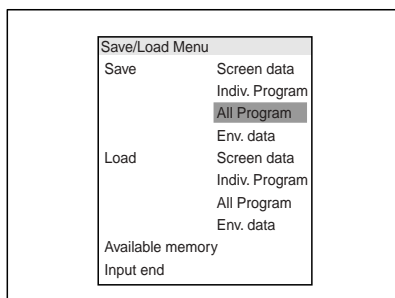 Save/Load Menu
Save Screen data
Indiv. Program
All Program
Env. data
Load Screen data
Indiv. Program
All Program
Env. data
Available memory
Input end